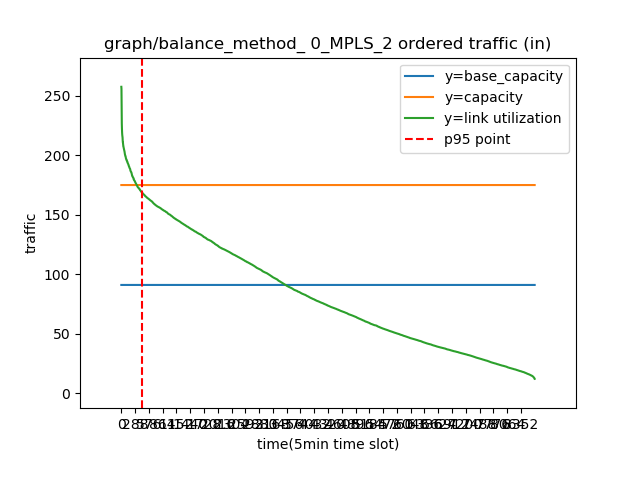 graph/balance_method_ 0_MPLS_2 ordered traffic (in)
y=base_capacity
y=capacity
y=link utilization
p95 point
250
200
150
100
50
0
traffic
0
time(5min time slot)